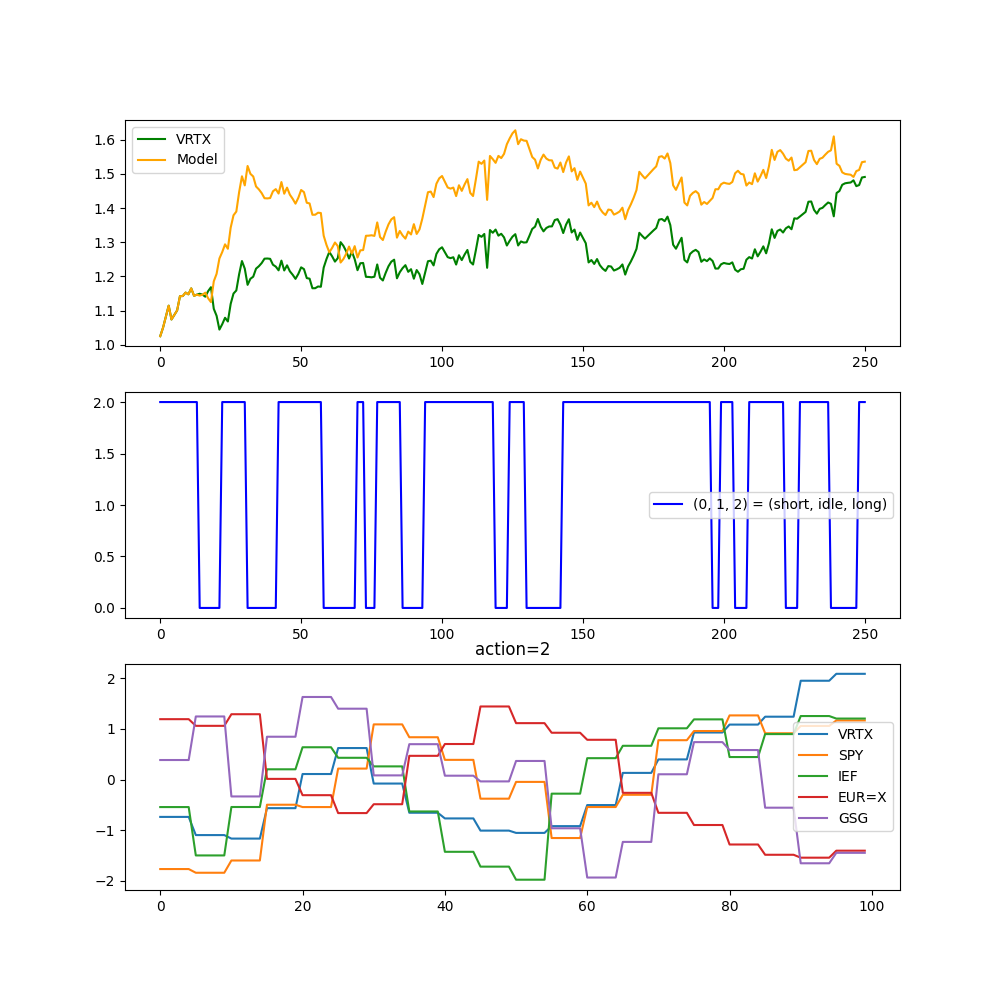 1.6
1.5
1.4
1.3
1.2
1.1
1.0
VRTX
Model
0 50 100 150 200 250
2.0
1.5
1.0
0.5
0.0
(0, 1, 2) = (short, idle, long)
0 50 100 150 200 250
action=2
2
1
0
−1
−2
VRTX
SPY
IEF
EUR=X
GSG
0 20 40 60 80 100